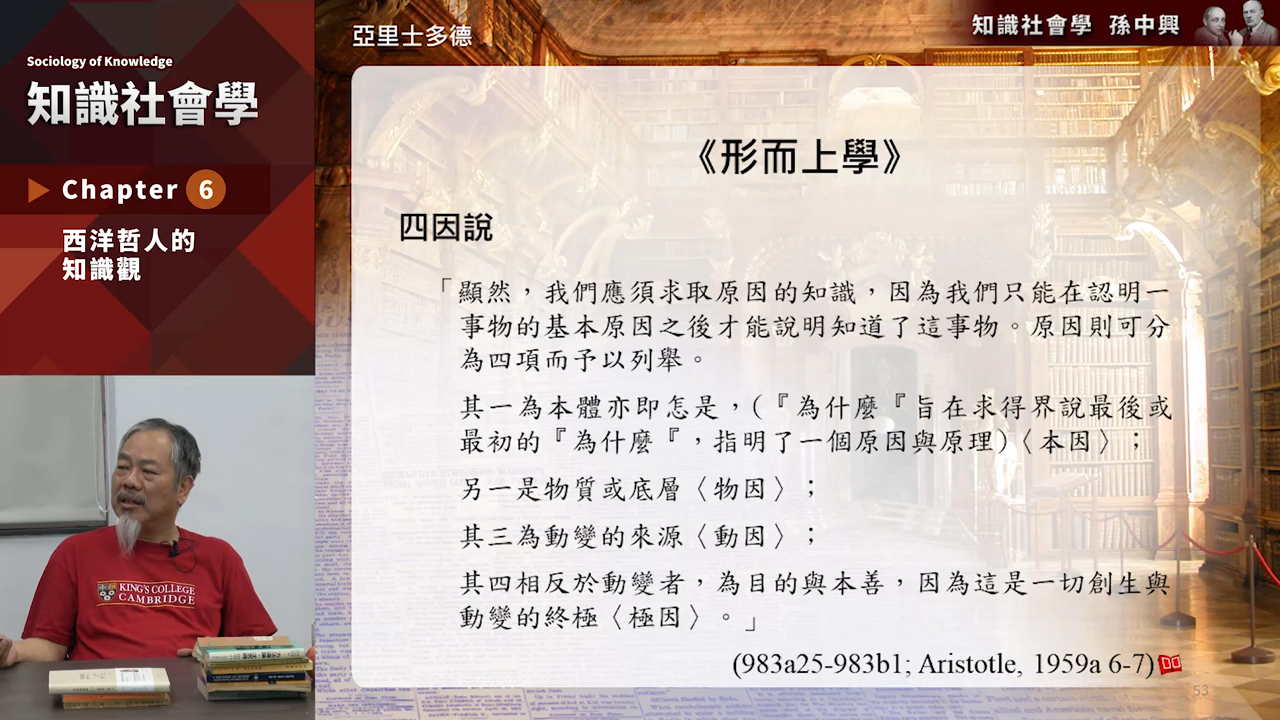 Sociology of Knowledge
知識社會學
Chapter 6
西洋哲人的
知識觀
亞里士多德
知識社會學 孫中興
《形而上學》
四因說
「顯然，我們應須求取原因的知識，因為我們只能在認明一
事物的基本原因之後才能說明知道了這事物。原因則可分
為四項而予以列舉。
其一為本體亦即怎是，(『為什麼『旨在求得界說最後或
最初的『為什麼『，指明了一個原因與原理)〈本因〉；
另一是物質或底層〈物因〉；
其三為動變的來源〈動因〉；
其四相反於動變者，為目的與本善，因為這是一切創生與
動變的終極〈極因〉。」
(983a25-983b1; Aristotle, 1959a 6-7)
53
KING'S COLLEGE
CAMBRIDGE